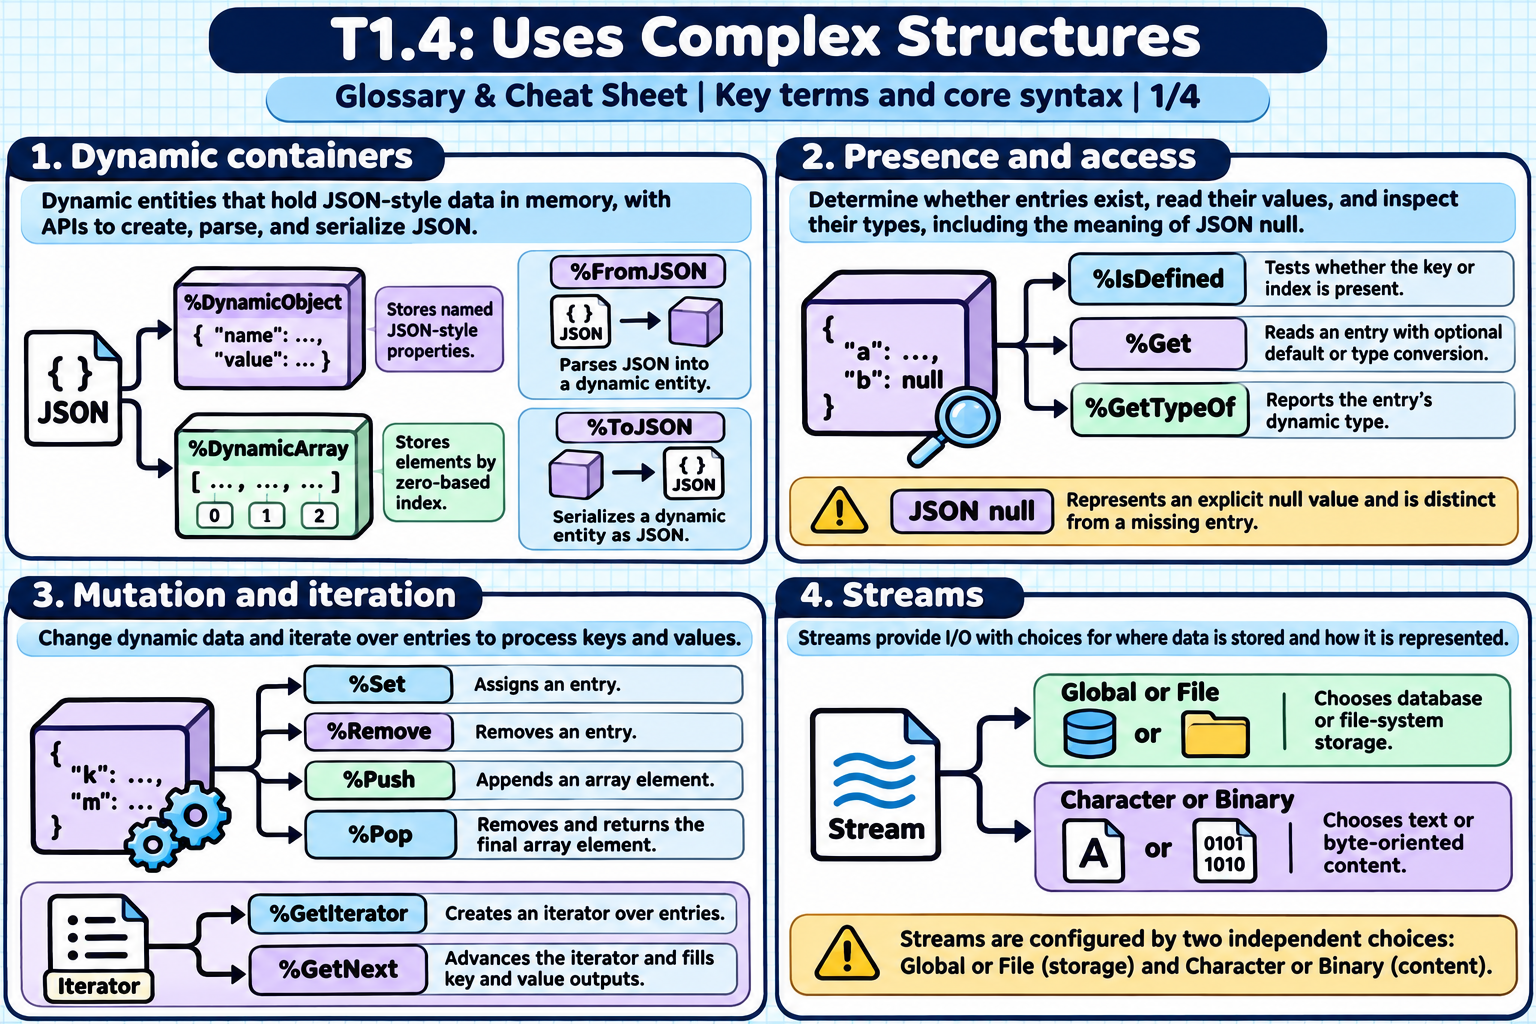 T1.4: Uses Complex Structures
Glossary & Cheat Sheet | Key terms and core syntax | 1/4
1. Dynamic containers
Dynamic entities that hold JSON-style data in memory, with
APIs to create, parse, and serialize JSON.
{ }
JSON
%DynamicObject
{ "name": ...,
"value": ... }
Stores named
JSON-style
properties.
%DynamicArray
[ ... , ... , ... ]
0 1 2
Stores
elements by
zero-based
index.
%FromJSON
{ }
JSON
Parses JSON into
a dynamic entity.
%ToJSON
{ }
JSON
Serializes a dynamic
entity as JSON.
2. Presence and access
Determine whether entries exist, read their values, and inspect
their types, including the meaning of JSON null.
{
"a": ...,
"b": null
}
%IsDefined
Tests whether the key or
index is present.
%Get
Reads an entry with optional
default or type conversion.
%GetTypeOf
Reports the entry's
dynamic type.
!
JSON null
Represents an explicit null value and is distinct
from a missing entry.
3. Mutation and iteration
Change dynamic data and iterate over entries to process keys and values.
{
"k": ...,
"m": ...
}
%Set
Assigns an entry.
%Remove
Removes an entry.
%Push
Appends an array element.
%Pop
Removes and returns the
final array element.
Iterator
%GetIterator
Creates an iterator over entries.
%GetNext
Advances the iterator and fills
key and value outputs.
4. Streams
Streams provide I/O with choices for where data is stored and how it is represented.
Stream
Global or File
or
Chooses database
or file-system
storage.
Character or Binary
A
or
0101
1010
Chooses text or
byte-oriented
content.
!
Streams are configured by two independent choices:
Global or File (storage) and Character or Binary (content).